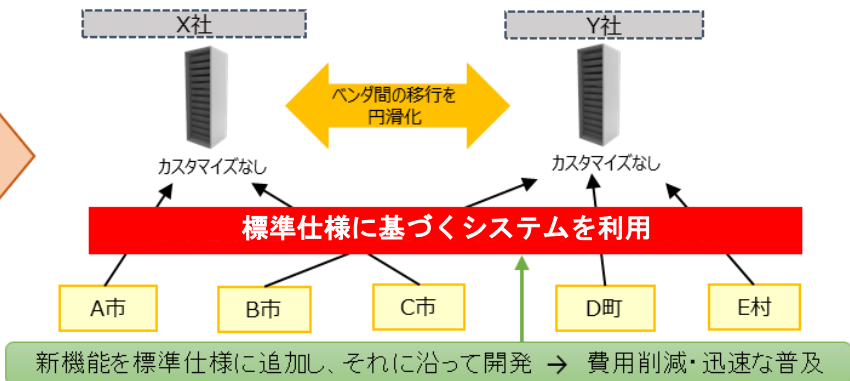 X社
Y社
ベンダ間の移行を
円滑化
カスタマイズなし
カスタマイズなし
標準仕様に基づくシステムを利用
A市
B市
C市
D町
E村
新機能を標準仕様に追加し、それに沿って開発 → 費用削減・迅速な普及